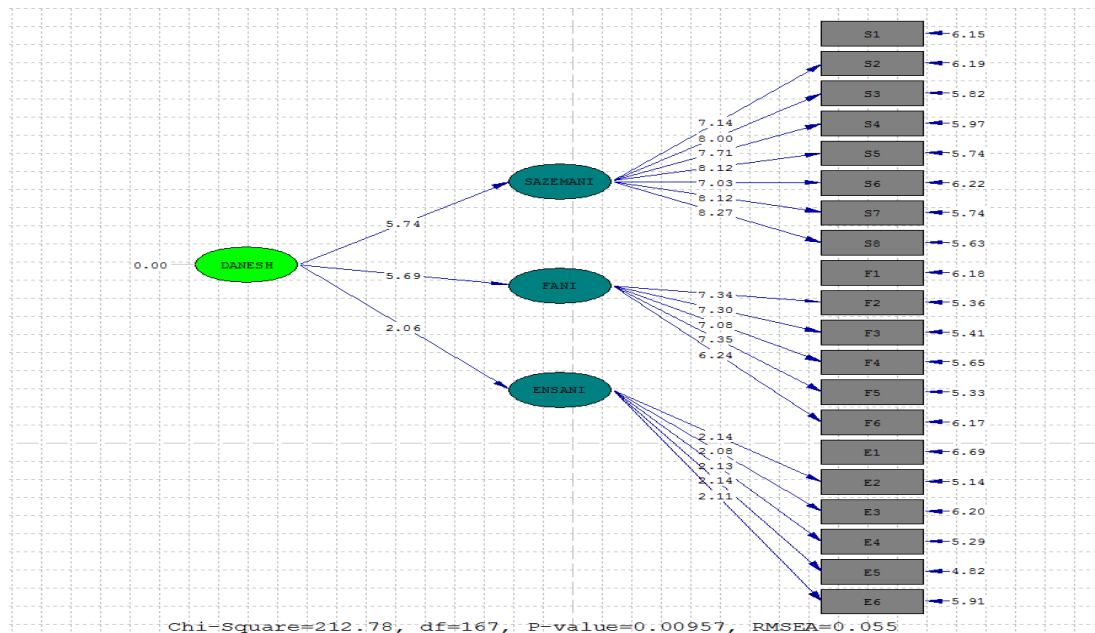 S1 6.15
S2 6.19
S3 5.82
7.14
S4 5.97
8.00
7.71
S5 5.74
8.12
SAZEMANI
7.03
S6 6.22
8.12
8.27
S7 5.74
5.74
S8 5.63
0.00 DANESH
F1 6.18
5.69
FANI
7.34
F2 5.36
7.30
7.08
2.06
F3 5.41
7.35
6.24
F4 5.65
ENSANI
F5 5.33
F6 6.17
2.14
2.08
E1 6.69
2.13
2.14
E2 5.14
2.11
E3 6.20
E4 5.29
E5 4.82
E6 5.91
Chi-Square=212.78, df=167, P-value=0.00957, RMSEA=0.055